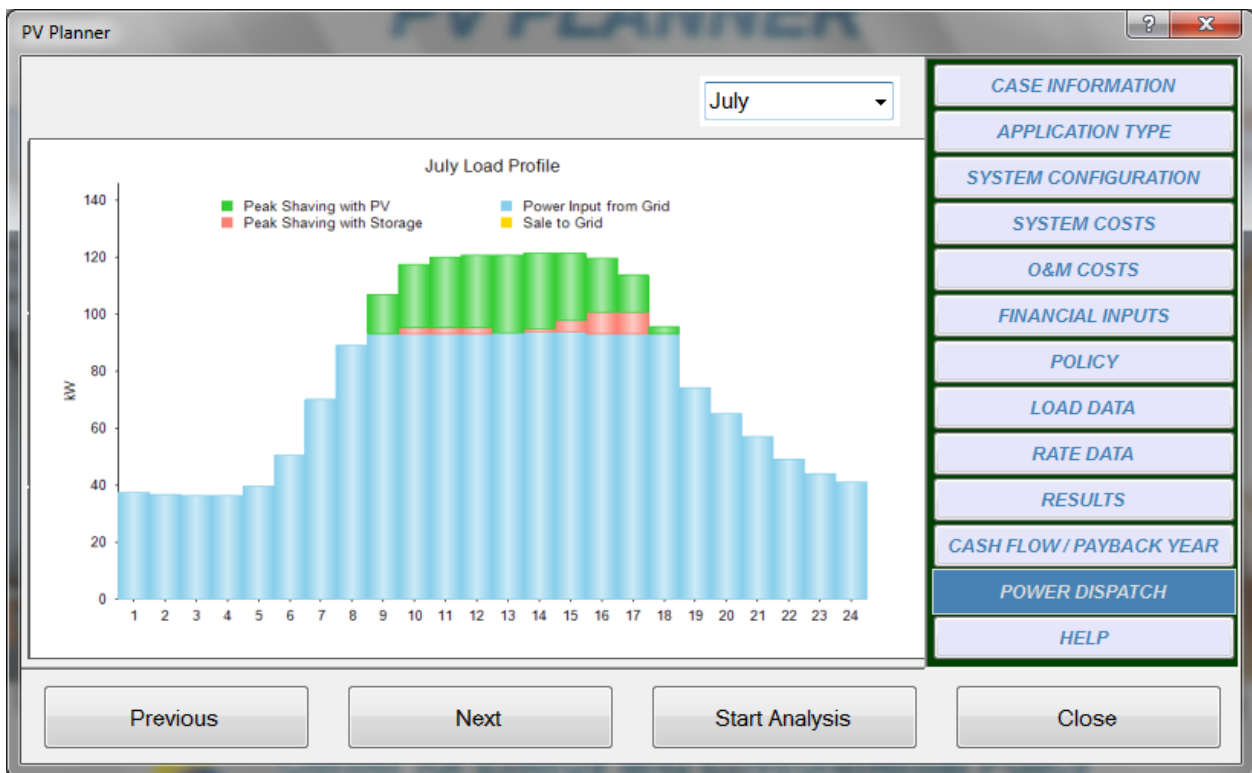 PV PLANNER
PV Planner
?
X
July
July Load Profile
Peak Shaving with PV
Peak Shaving with Storage
Power Input from Grid
Sale to Grid
kW
140
120
100
80
60
40
20
0
1 2 3 4 5 6 7 8 9 10 11 12 13 14 15 16 17 18 19 20 21 22 23 24
CASE INFORMATION
APPLICATION TYPE
SYSTEM CONFIGURATION
SYSTEM COSTS
O&M COSTS
FINANCIAL INPUTS
POLICY
LOAD DATA
RATE DATA
RESULTS
CASH FLOW / PAYBACK YEAR
POWER DISPATCH
HELP
Previous Next Start Analysis Close